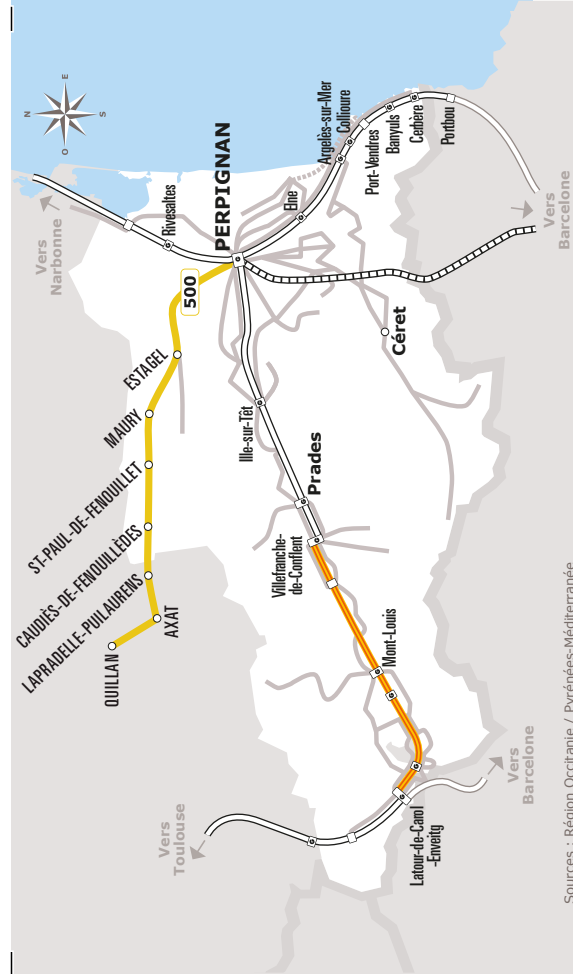 N
E
S
O
Vers
Narbonne
Rivesaltes
PERPIGNAN
500
ESTAGEL
MAURY
ST-PAUL-DE-FENOUILLET
CAUDIÈS-DE-FENOUILLÈDES
LAPRADELLE-PUILAURENS
AXAT
QUILLAN
Elne
Argelès-sur-Mer
Collioure
Port-Vendres
Banyuls
Cerbère
Portbou
Vers
Barcelone
Céret
Ille-sur-Têt
Prades
Villefranche-
de-Conflent
Mont-Louis
Latour-de-Carol
-Enveitg
Vers
Toulouse
Vers
Barcelone
Sources : Région Occitanie / Pyrénées-Méditerranée